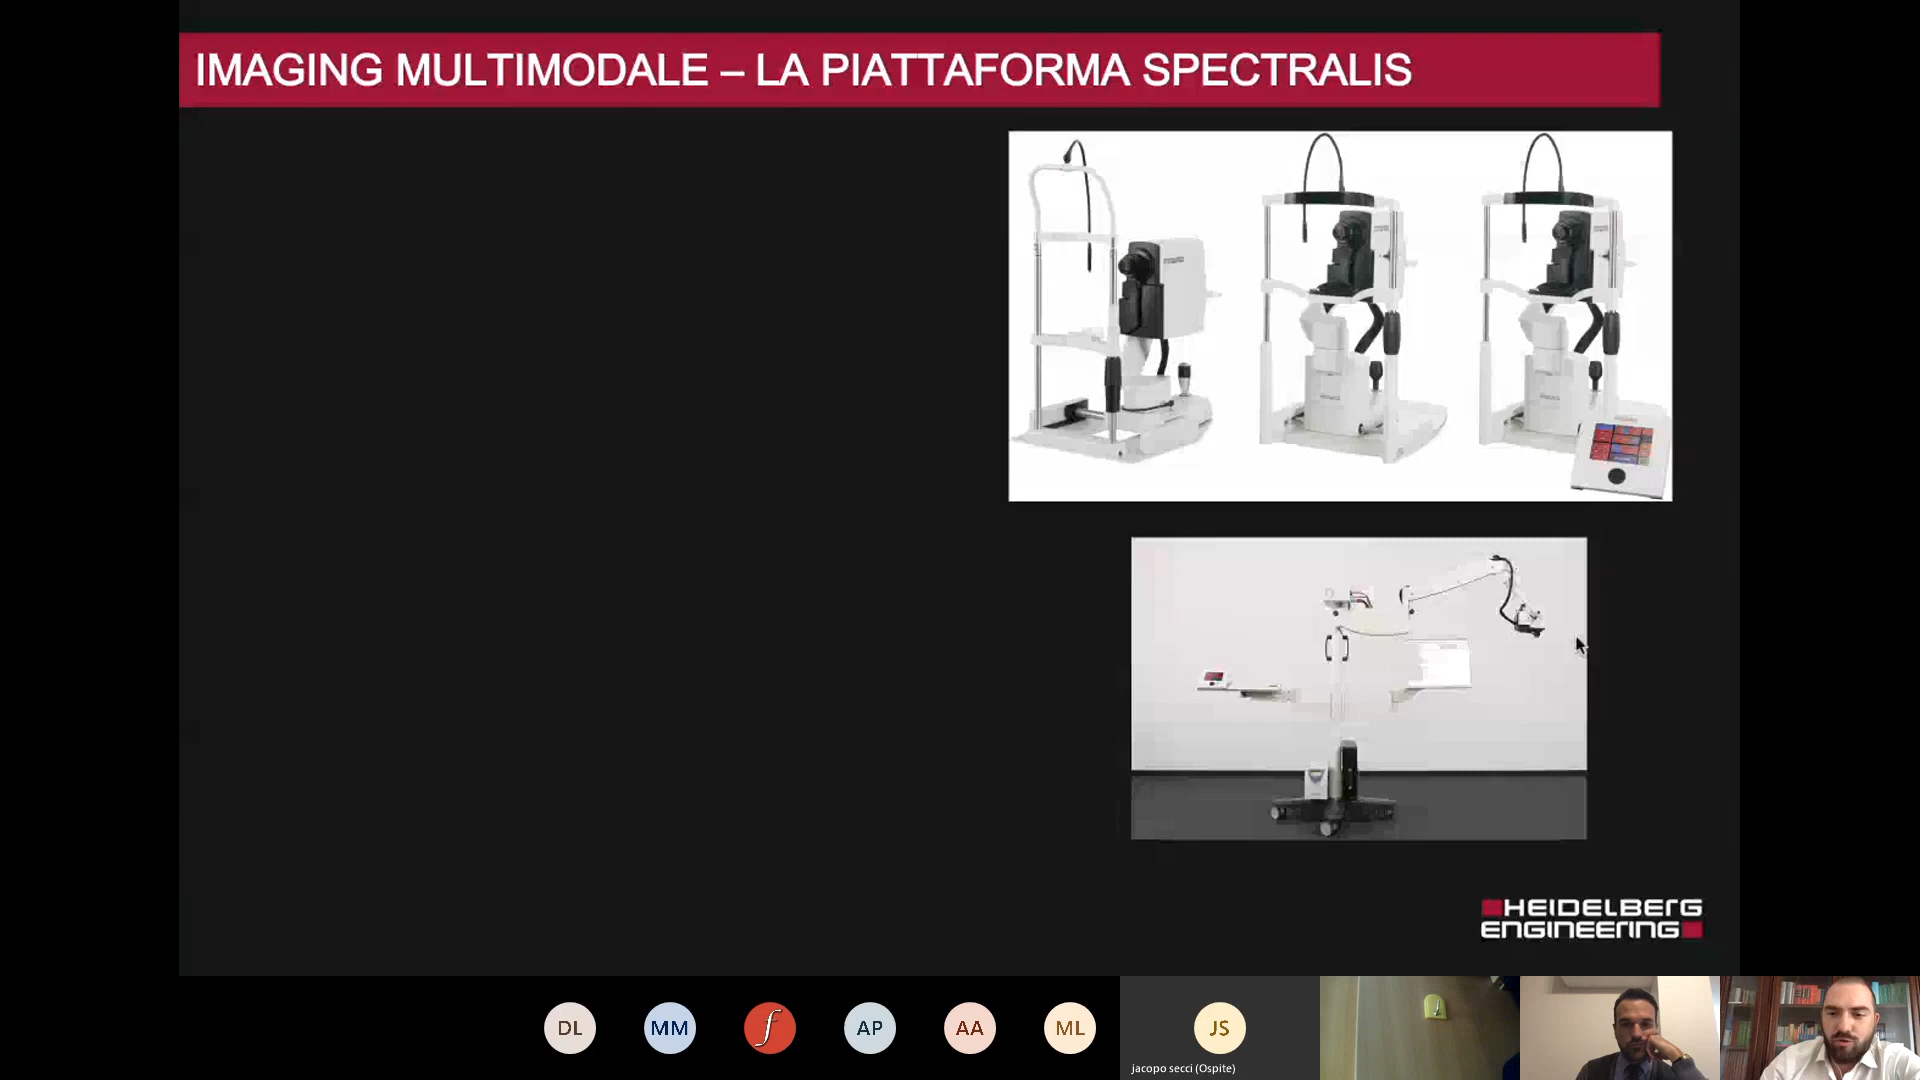 IMAGING MULTIMODALE – LA PIATTAFORMA SPECTRALIS
HEIDELBERG
ENGINEERING
DL
MM
f
AP
AA
ML
JS
jacopo secci (Ospite)